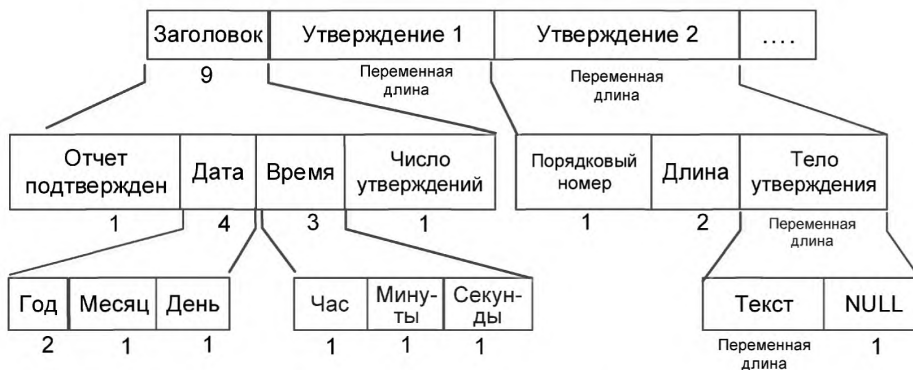 Заголовок Утверждение 1 Утверждение 2 ....
9 Переменная длина Переменная длина
Отчет подтвержден Дата Время Число утверждений Порядковый номер Длина Тело утверждения
1 4 3 1 1 2 Переменная длина
Год Месяц День Час Мину-ты Секун-ды Текст NULL
2 1 1 1 1 1 Переменная длина 1